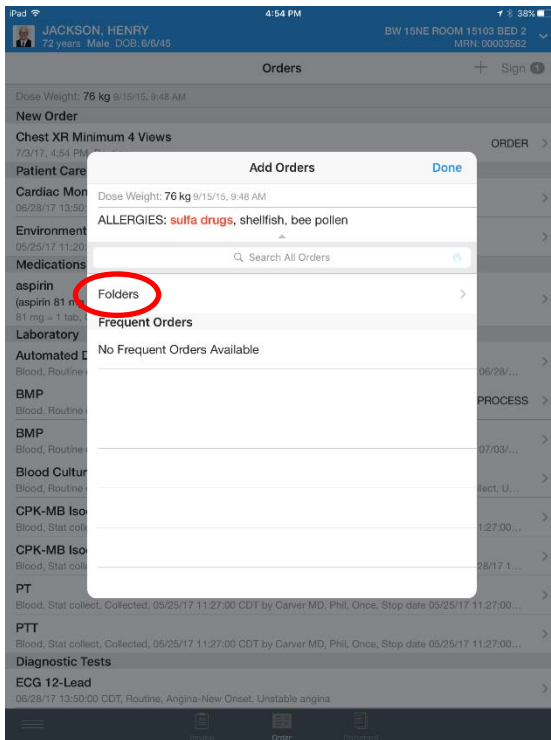 iPad
4:54 PM
38%
JACKSON, HENRY
72 years Male DOB:6/6/45
BW 15NE ROOM 15103 BED 2
MRN: 00003562
Orders
Sign 1
Dose Weight: 76 kg 9/15/15, 9:48 AM
New Order
Chest XR Minimum 4 Views
ORDER
7/3/17, 4:54 PM,
Patient Care
Cardiac Mon
06/28/17 13:50
Environment
05/25/17 11:20
Medications
aspirin
(aspirin 81 mg
81 mg = 1 tab,
Laboratory
Automated D
Blood, Routine
06/28/...
BMP
Blood, Routine
PROCESS
BMP
Blood, Routine
07/03/...
Blood Cultur
Blood, Routine
llect, U...
CPK-MB Iso
Blood, Stat coll
1:27:00...
CPK-MB Iso
Blood, Stat coll
28/17 1...
PT
Blood, Stat collect, Collected, 05/25/17 11:27:00 CDT by Carver MD, Phil, Once, Stop date 05/25/17 11:27:00...
PTT
Blood, Stat collect, Collected, 05/25/17 11:27:00 CDT by Carver MD, Phil, Once, Stop date 05/25/17 11:27:00...
Diagnostic Tests
ECG 12-Lead
06/28/17 13:50:00 CDT, Routine, Angina-New Onset, Unstable angina
Add Orders
Done
Dose Weight: 76 kg 9/15/15, 9:48 AM
ALLERGIES: sulfa drugs, shellfish, bee pollen
Search All Orders
Folders
Frequent Orders
No Frequent Orders Available
Review
Order
Document